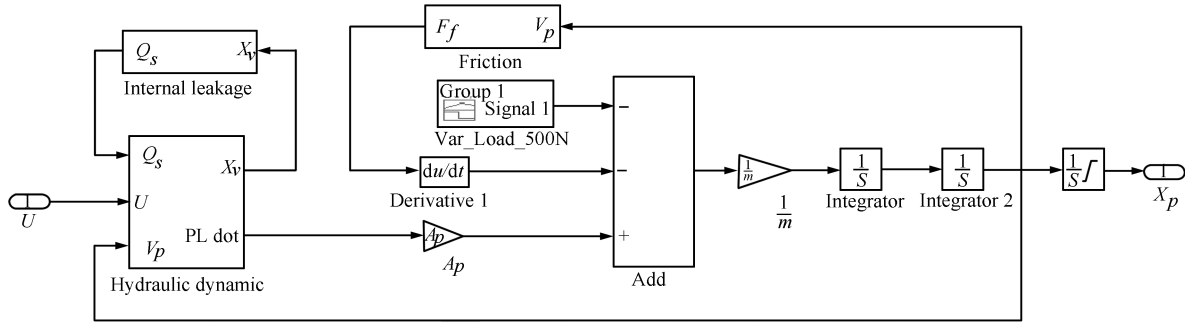 F_f V_p
Friction
Q_s X_v
Internal leakage
Group 1
Signal 1
Var_Load_500N
Q_s
X_v
U
U
V_p
PL dot
Hydraulic dynamic
du/dt
Derivative 1
A_p
A_p
−
−
+
Add
1/m
1/m
1/S
Integrator
1/S
Integrator 2
1/S
1
X_p